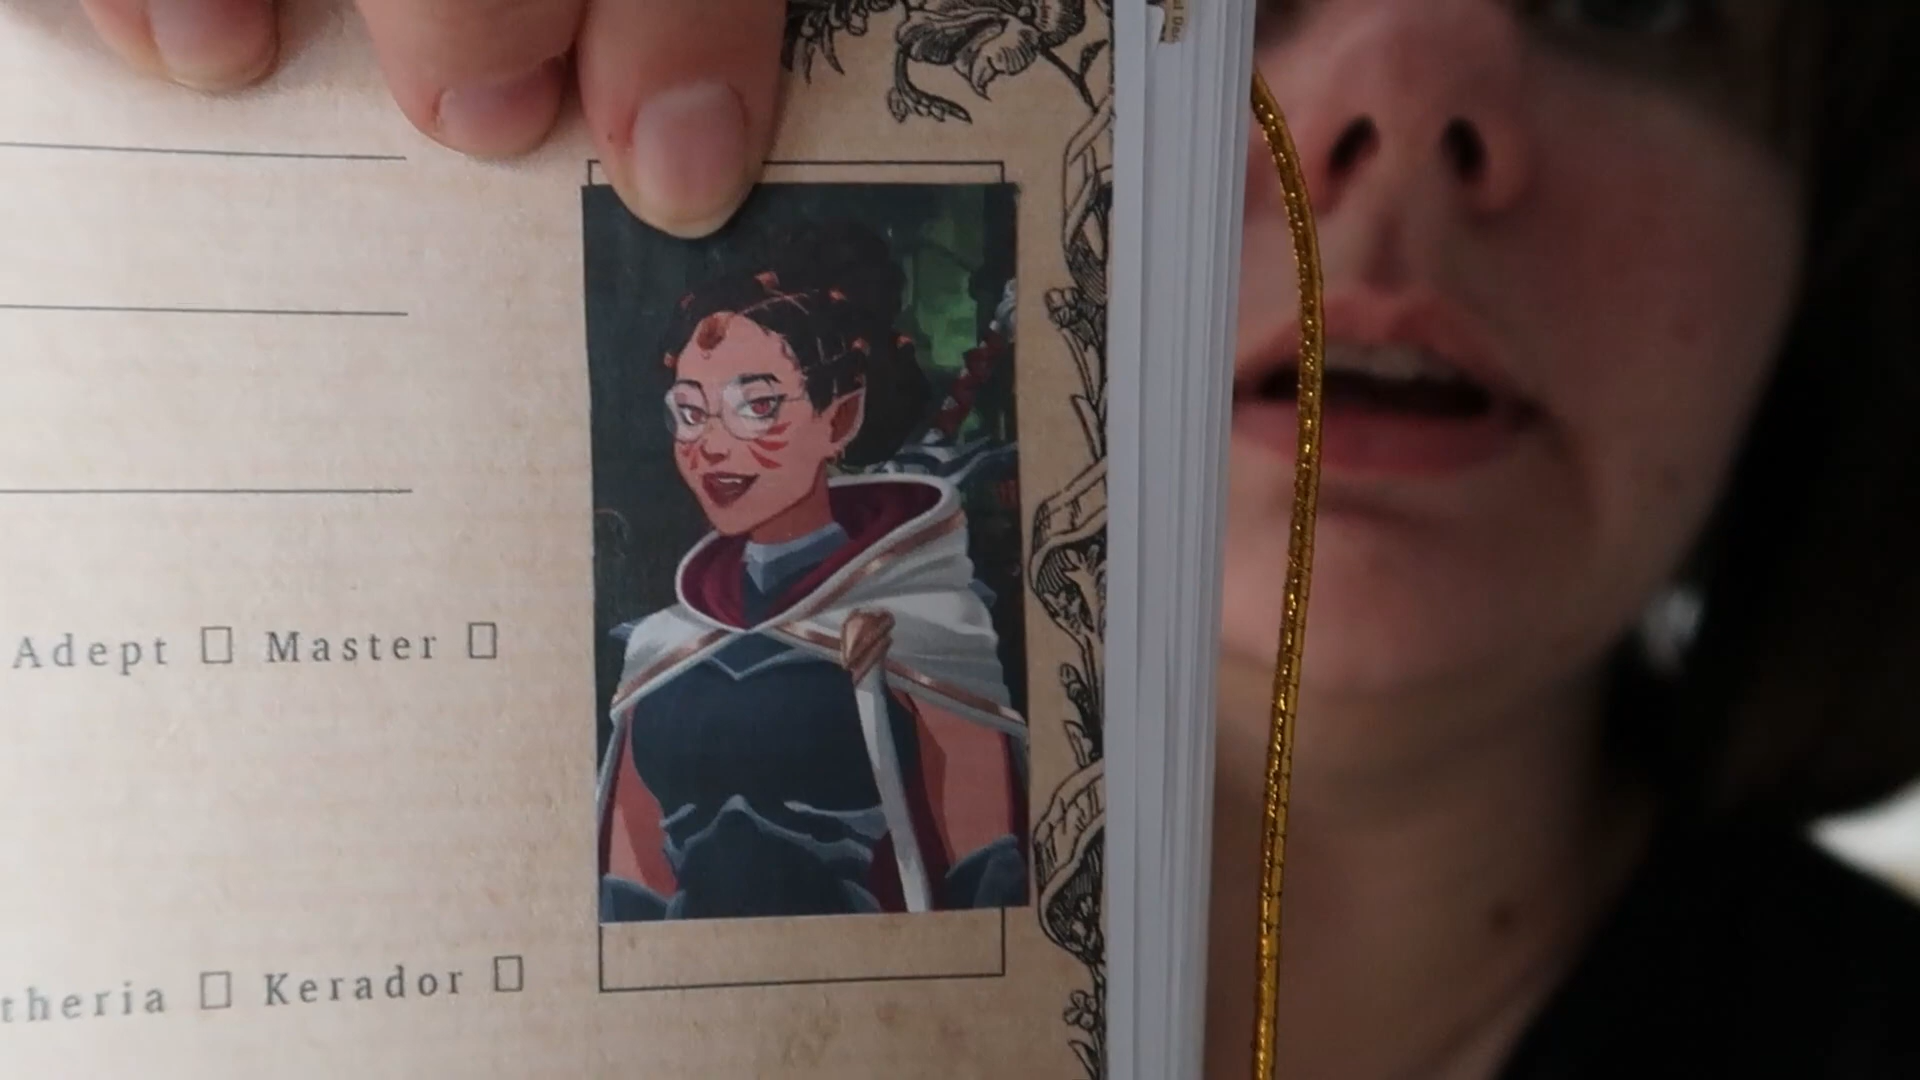 Adept ☐ Master ☐
theria ☐ Kerador ☐